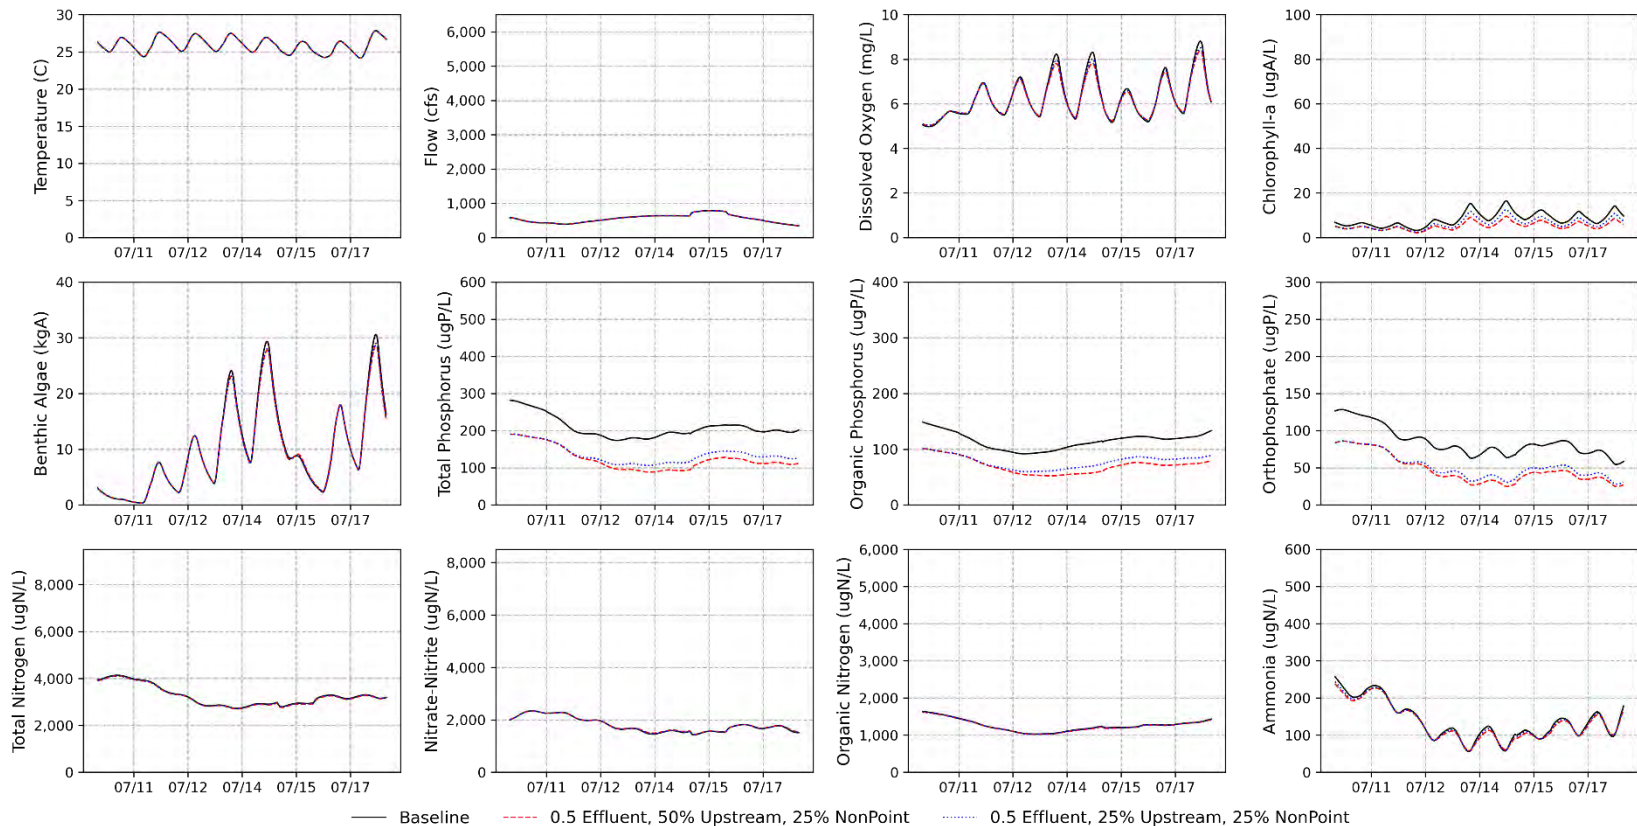 Temperature (C)
30
25
20
15
10
5
0
07/11 07/12 07/14 07/15 07/17
Flow (cfs)
6,000
5,000
4,000
3,000
2,000
1,000
0
07/11 07/12 07/14 07/15 07/17
Dissolved Oxygen (mg/L)
10
8
6
4
2
0
07/11 07/12 07/14 07/15 07/17
Chlorophyll-a (ugA/L)
100
80
60
40
20
0
07/11 07/12 07/14 07/15 07/17
Benthic Algae (kgA)
40
30
20
10
0
07/11 07/12 07/14 07/15 07/17
Total Phosphorus (ugP/L)
600
500
400
300
200
100
0
07/11 07/12 07/14 07/15 07/17
Organic Phosphorus (ugP/L)
400
300
200
100
0
07/11 07/12 07/14 07/15 07/17
Orthophosphate (ugP/L)
300
250
200
150
100
50
0
07/11 07/12 07/14 07/15 07/17
Total Nitrogen (ugN/L)
8,000
6,000
4,000
2,000
0
07/11 07/12 07/14 07/15 07/17
Nitrate-Nitrite (ugN/L)
8,000
6,000
4,000
2,000
0
07/11 07/12 07/14 07/15 07/17
Organic Nitrogen (ugN/L)
6,000
5,000
4,000
3,000
2,000
1,000
0
07/11 07/12 07/14 07/15 07/17
Ammonia (ugN/L)
600
500
400
300
200
100
0
07/11 07/12 07/14 07/15 07/17
Baseline 0.5 Effluent, 50% Upstream, 25% NonPoint 0.5 Effluent, 25% Upstream, 25% NonPoint